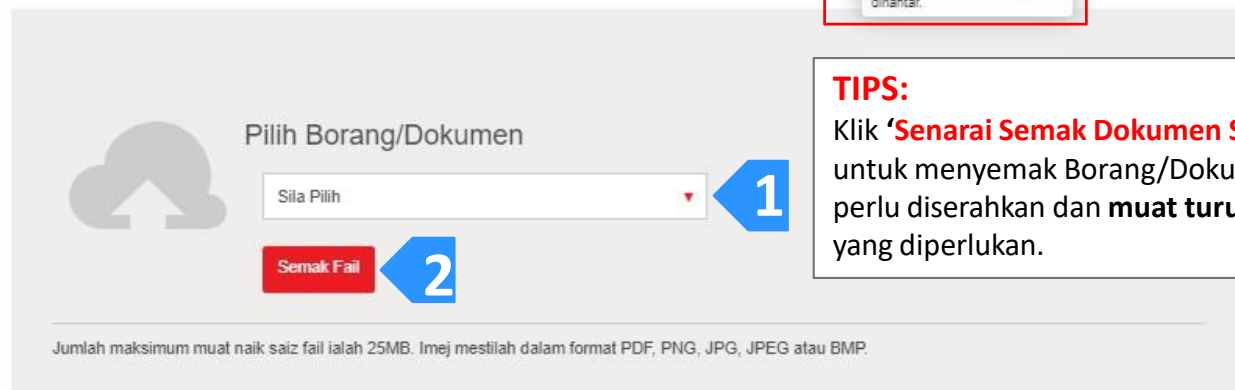 dihantar.
TIPS:
Klik ‘Senarai Semak Dokumen
untuk menyemak Borang/Doku
perlu diserahkan dan muat turu
yang diperlukan.
Pilih Borang/Dokumen
Sila Pilih
1
Semak Fail
2
Jumlah maksimum muat naik saiz fail ialah 25MB. Imej mestilah dalam format PDF, PNG, JPG, JPEG atau BMP.